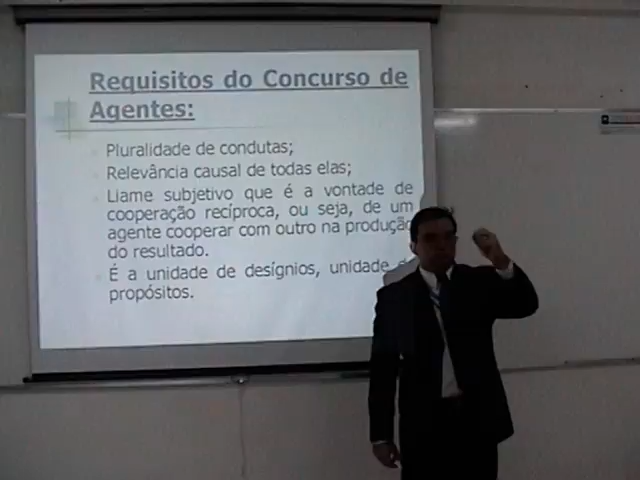 Requisitos do Concurso de
Agentes:
Pluralidade de condutas;
Relevância causal de todas elas;
Liame subjetivo que é a vontade de
cooperação recíproca, ou seja, de um
agente cooperar com outro na produção
do resultado.
É a unidade de desígnios, unidade
propósitos.